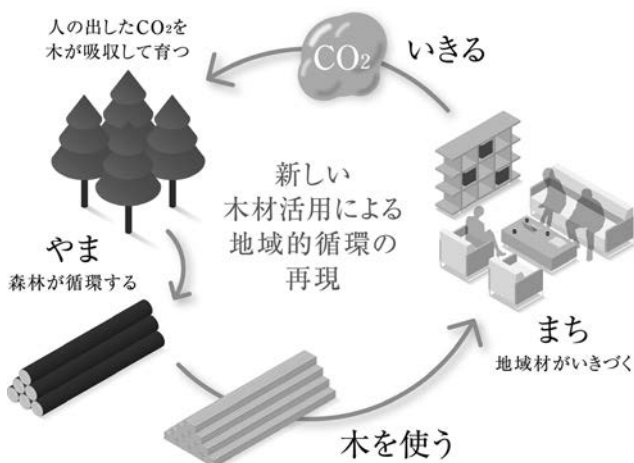 人の出したCO₂を
木が吸収して育つ
CO₂
いきる
新しい
木材活用による
地域的循環の
再現
やま
森林が循環する
まち
地域材がいきづく
木を使う